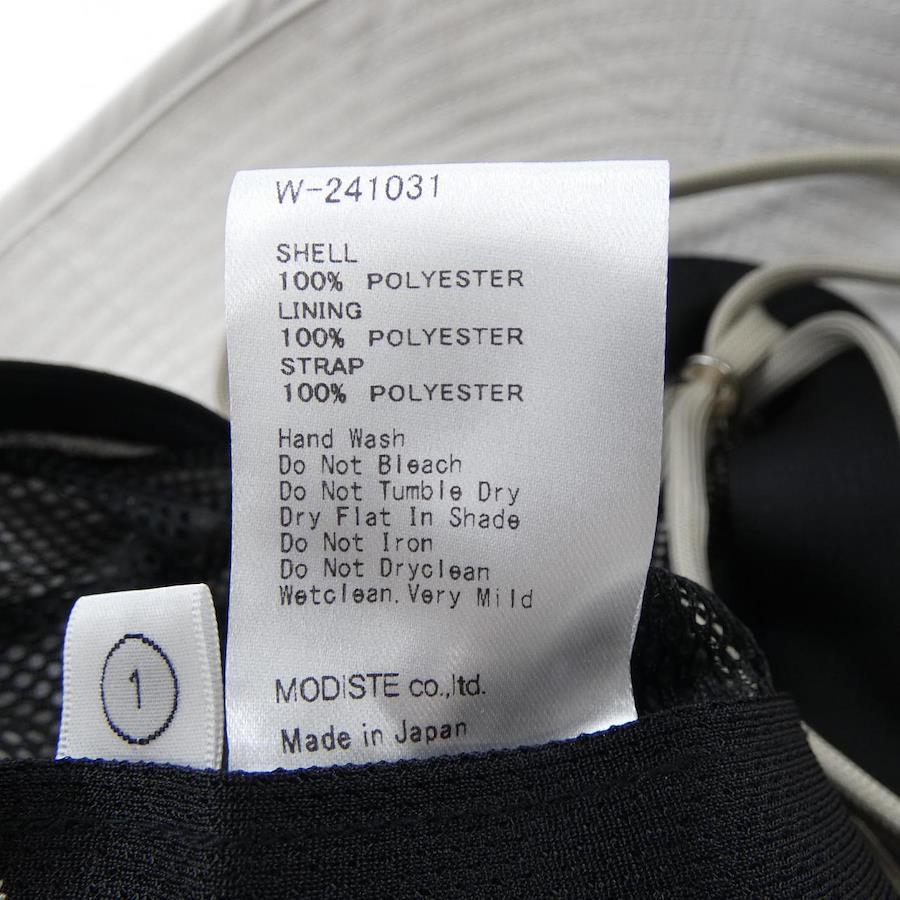 W-241031
SHELL
100% POLYESTER
LINING
100% POLYESTER
STRAP
100% POLYESTER
Hand Wash
Do Not Bleach
Do Not Tumble Dry
Dry Flat In Shade
Do Not Iron
Do Not Dryclean
Wetclean.Very Mild
MODISTE co.,ltd.
Made in Japan
1